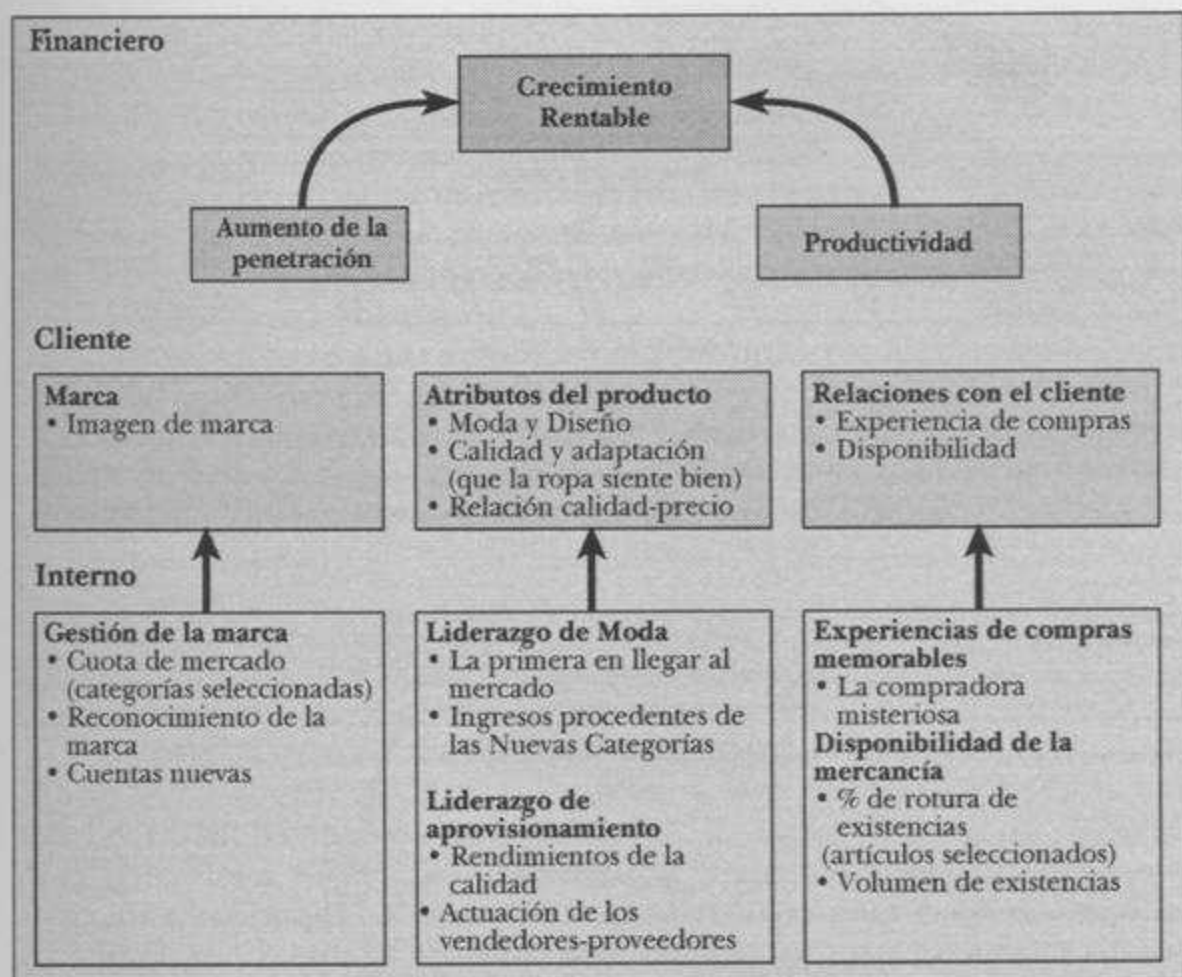 Financiero
Crecimiento
Rentable
Aumento de la
penetración
Productividad
Cliente
Marca
• Imagen de marca
Atributos del producto
• Moda y Diseño
• Calidad y adaptación
(que la ropa siente bien)
• Relación calidad-precio
Relaciones con el cliente
• Experiencia de compras
• Disponibilidad
Interno
Gestión de la marca
• Cuota de mercado
(categorías seleccionadas)
• Reconocimiento de la
marca
• Cuentas nuevas
Liderazgo de Moda
• La primera en llegar al
mercado
• Ingresos procedentes de
las Nuevas Categorías
Liderazgo de
aprovisionamiento
• Rendimientos de la
calidad
• Actuación de los
vendedores-proveedores
Experiencias de compras
memorables
• La compradora
misteriosa
Disponibilidad de la
mercancía
• % de rotura de
existencias
(artículos seleccionados)
• Volumen de existencias